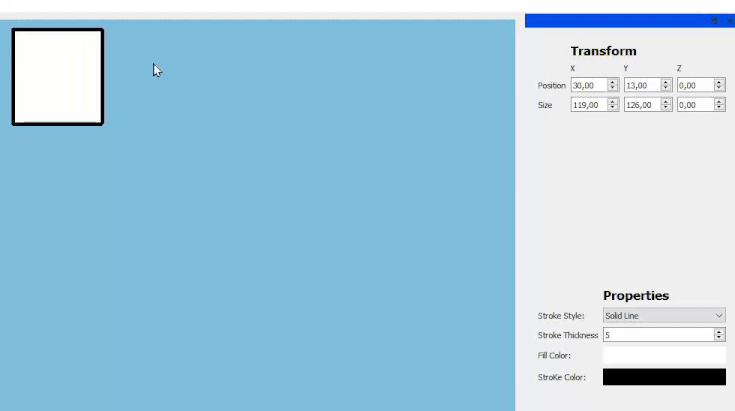 Transform
X Y Z
Position 30,00 13,00 0,00
Size 119,00 126,00 0,00
Properties
Stroke Style: Solid Line
Stroke Thickness 5
Fill Color:
StroKe Color: